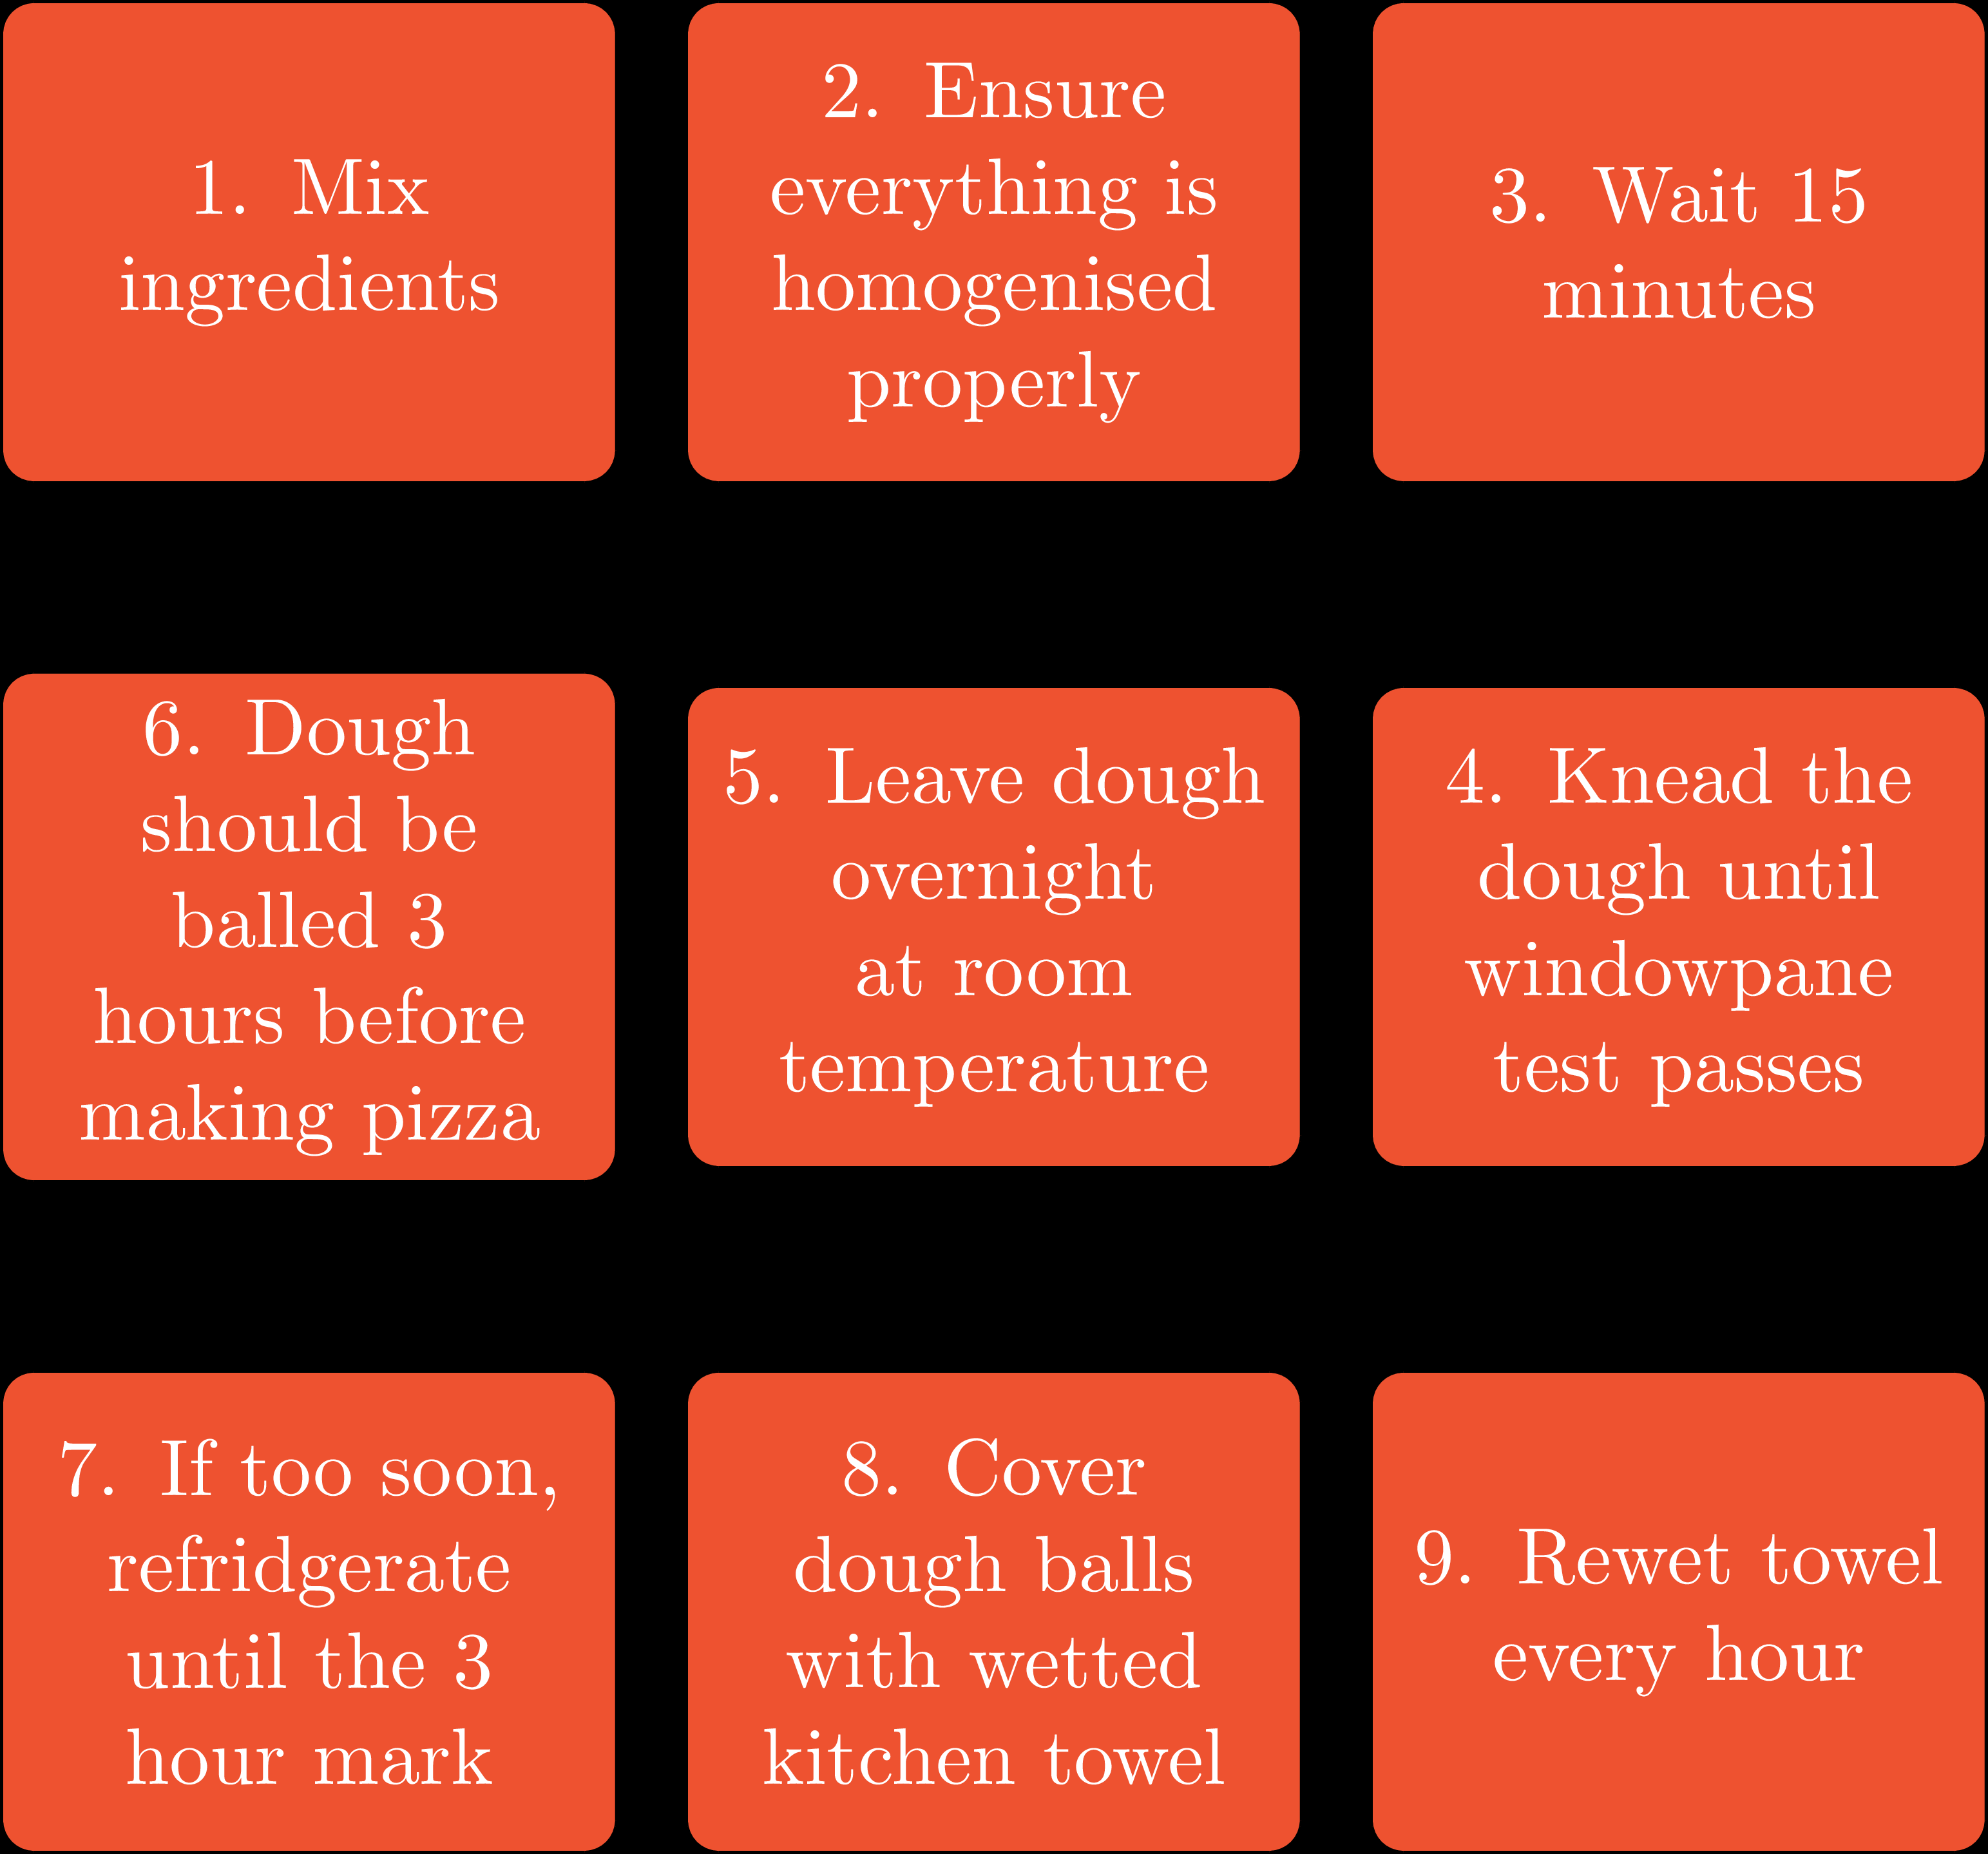 1. Mix
ingredients
2. Ensure
everything is
homogenised
properly
3. Wait 15
minutes
4. Knead the
dough until
windowpane
test passes
5. Leave dough
overnight
at room
temperature
6. Dough
should be
balled 3
hours before
making pizza
7. If too soon,
refridgerate
until the 3
hour mark
8. Cover
dough balls
with wetted
kitchen towel
9. Rewet towel
every hour